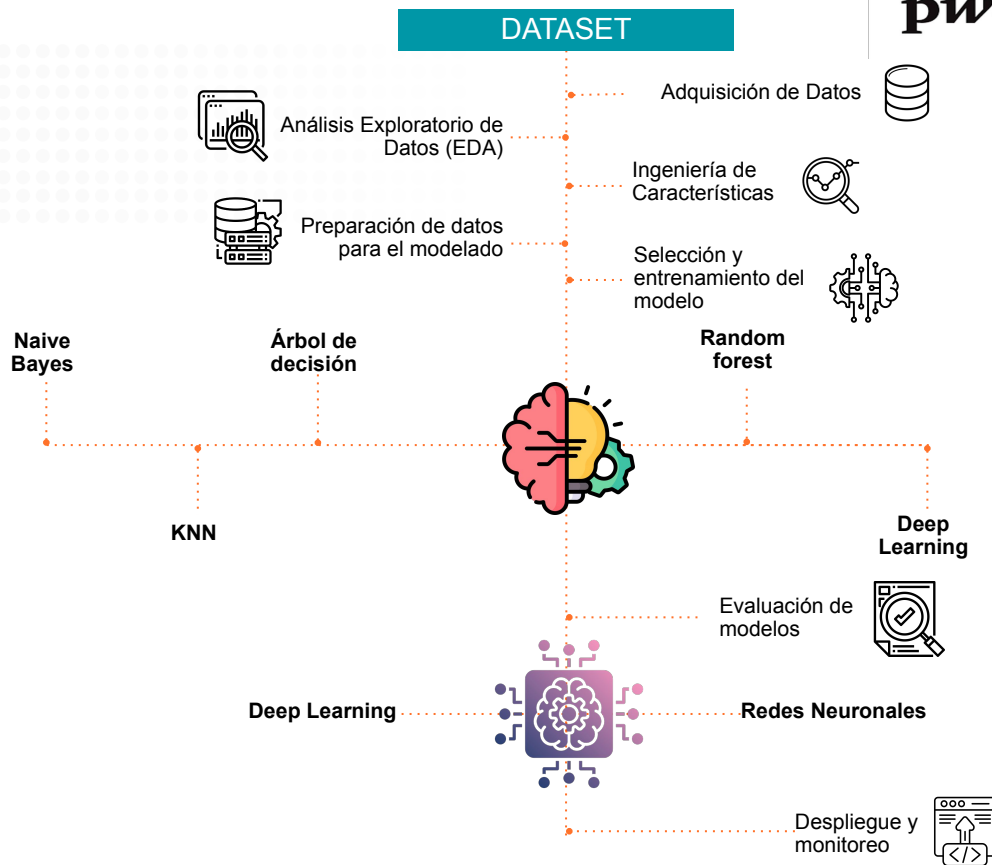 DATASET
Adquisición de Datos
Análisis Exploratorio de
Datos (EDA)
Ingeniería de
Características
Preparación de datos
para el modelado
Selección y
entrenamiento del
modelo
Naive
Bayes
Árbol de
decisión
Random
forest
KNN
Deep
Learning
Evaluación de
modelos
Deep Learning
Redes Neuronales
Despliegue y
monitoreo